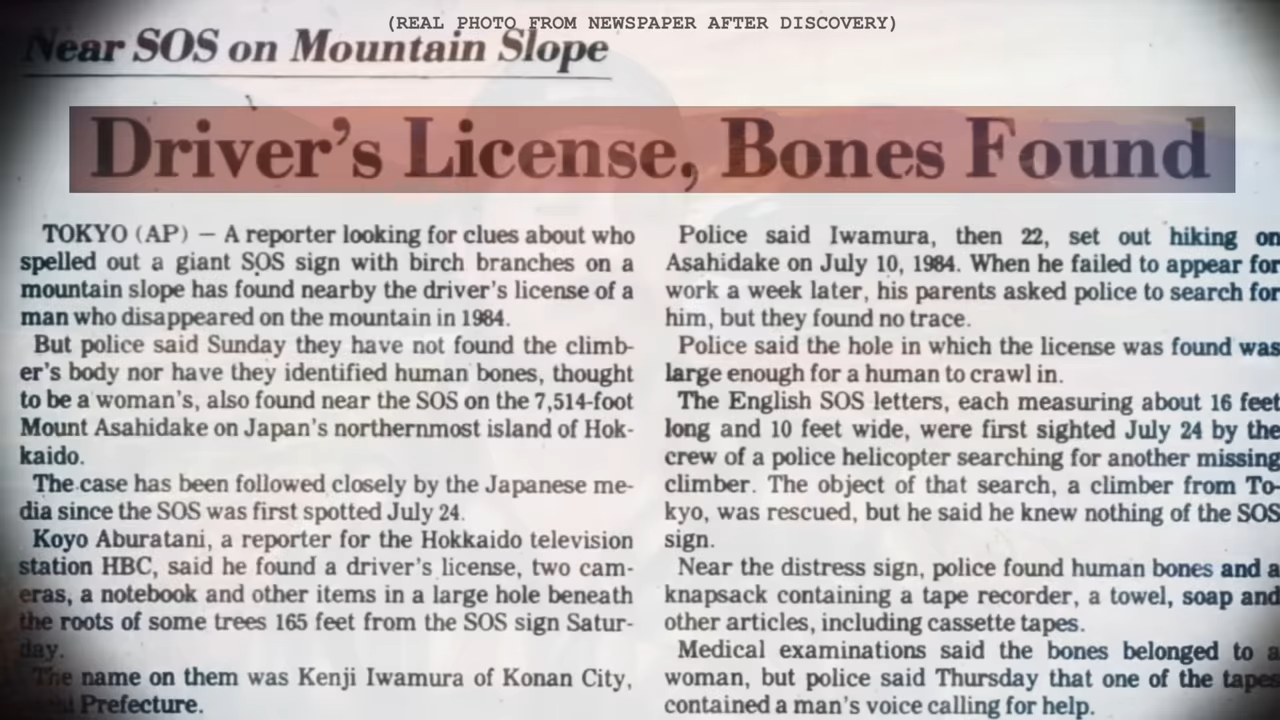 (REAL PHOTO FROM NEWSPAPER AFTER DISCOVERY)
Near SOS on Mountain Slope
Driver's License, Bones Found
TOKYO (AP) — A reporter looking for clues about who
spelled out a giant SOS sign with birch branches on a
mountain slope has found nearby the driver's license of a
man who disappeared on the mountain in 1984.
But police said Sunday they have not found the climb-
er's body nor have they identified human bones, thought
to be a woman's, also found near the SOS on the 7,514-foot
Mount Asahidake on Japan's northernmost island of Hok-
kaido.
The case has been followed closely by the Japanese me-
dia since the SOS was first spotted July 24.
Koyo Aburatani, a reporter for the Hokkaido television
station HBC, said he found a driver's license, two cam-
eras, a notebook and other items in a large hole beneath
the roots of some trees 165 feet from the SOS sign Satur-
day.
The name on them was Kenji Iwamura of Konan City,
Prefecture.
Police said Iwamura, then 22, set out hiking on
Asahidake on July 10, 1984. When he failed to appear for
work a week later, his parents asked police to search for
him, but they found no trace.
Police said the hole in which the license was found was
large enough for a human to crawl in.
The English SOS letters, each measuring about 16 feet
long and 10 feet wide, were first sighted July 24 by the
crew of a police helicopter searching for another missing
climber. The object of that search, a climber from To-
kyo, was rescued, but he said he knew nothing of the SOS
sign.
Near the distress sign, police found human bones and a
knapsack containing a tape recorder, a towel, soap and
other articles, including cassette tapes.
Medical examinations said the bones belonged to a
woman, but police said Thursday that one of the tapes
contained a man's voice calling for help.